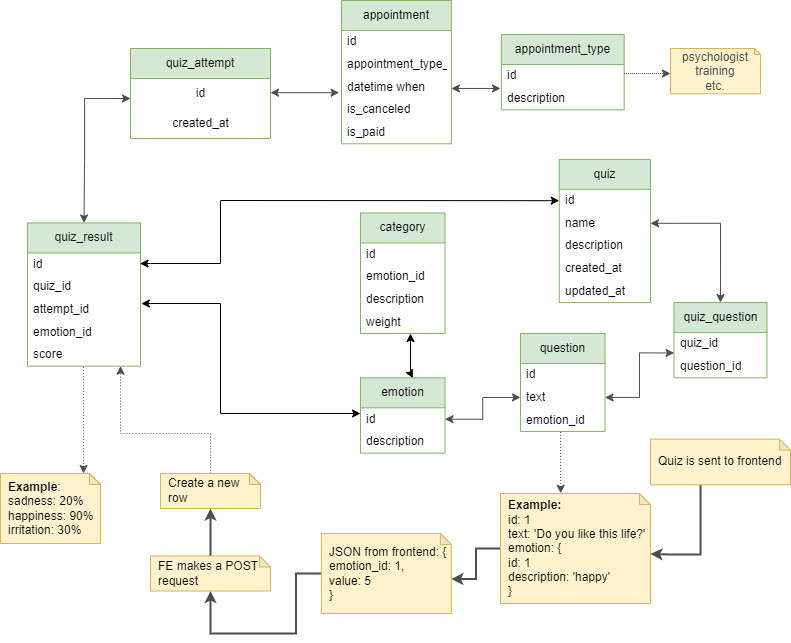 appointment
id
appointment_type_
datetime when
is_canceled
is_paid
quiz_attempt
id
created_at
appointment_type
id
description
psychologist
training
etc.
quiz
id
name
description
created_at
updated_at
category
id
emotion_id
description
weight
quiz_result
id
quiz_id
attempt_id
emotion_id
score
quiz_question
quiz_id
question_id
question
id
text
emotion_id
emotion
id
description
Quiz is sent to frontend
Example:
sadness: 20%
happiness: 90%
irritation: 30%
Create a new
row
Example:
id: 1
text: 'Do you like this life?'
emotion: {
id: 1
description: 'happy'
}
JSON from frontend: {
emotion_id: 1,
value: 5
}
FE makes a POST
request